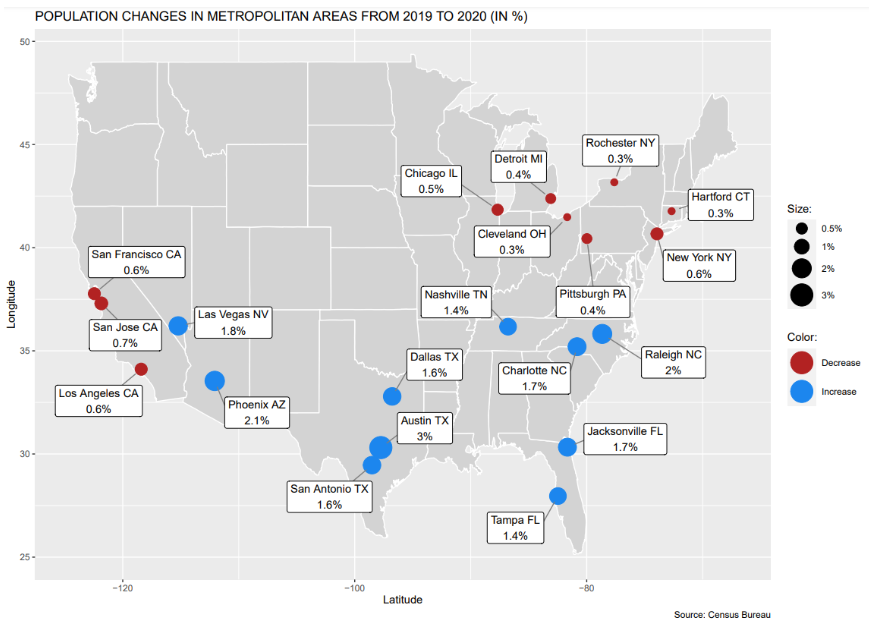 POPULATION CHANGES IN METROPOLITAN AREAS FROM 2019 TO 2020 (IN %)
50
45
40
35
30
25
Longitude
Rochester NY
0.3%
Detroit MI
0.4%
Chicago IL
0.5%
Hartford CT
0.3%
Cleveland OH
0.3%
San Francisco CA
0.6%
New York NY
0.6%
Nashville TN
1.4%
Pittsburgh PA
0.4%
Las Vegas NV
1.8%
San Jose CA
0.7%
Dallas TX
1.6%
Raleigh NC
2%
Charlotte NC
1.7%
Los Angeles CA
0.6%
Phoenix AZ
2.1%
Austin TX
3%
Jacksonville FL
1.7%
San Antonio TX
1.6%
Tampa FL
1.4%
−120
−100
−80
Latitude
Size:
0.5%
1%
2%
3%
Color:
Decrease
Increase
Source: Census Bureau